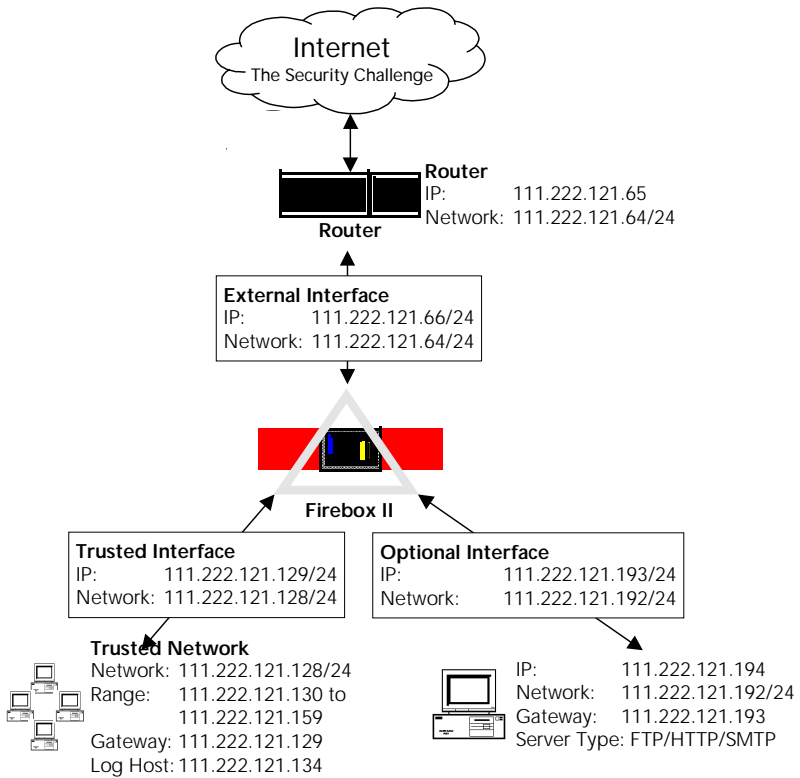 Internet
The Security Challenge
Router
IP: 111.222.121.65
Network: 111.222.121.64/24
Router
External Interface
IP: 111.222.121.66/24
Network: 111.222.121.64/24
Firebox II
Trusted Interface
IP: 111.222.121.129/24
Network: 111.222.121.128/24
Optional Interface
IP: 111.222.121.193/24
Network: 111.222.121.192/24
Trusted Network
Network: 111.222.121.128/24
Range: 111.222.121.130 to
111.222.121.159
Gateway: 111.222.121.129
Log Host: 111.222.121.134
IP: 111.222.121.194
Network: 111.222.121.192/24
Gateway: 111.222.121.193
Server Type: FTP/HTTP/SMTP